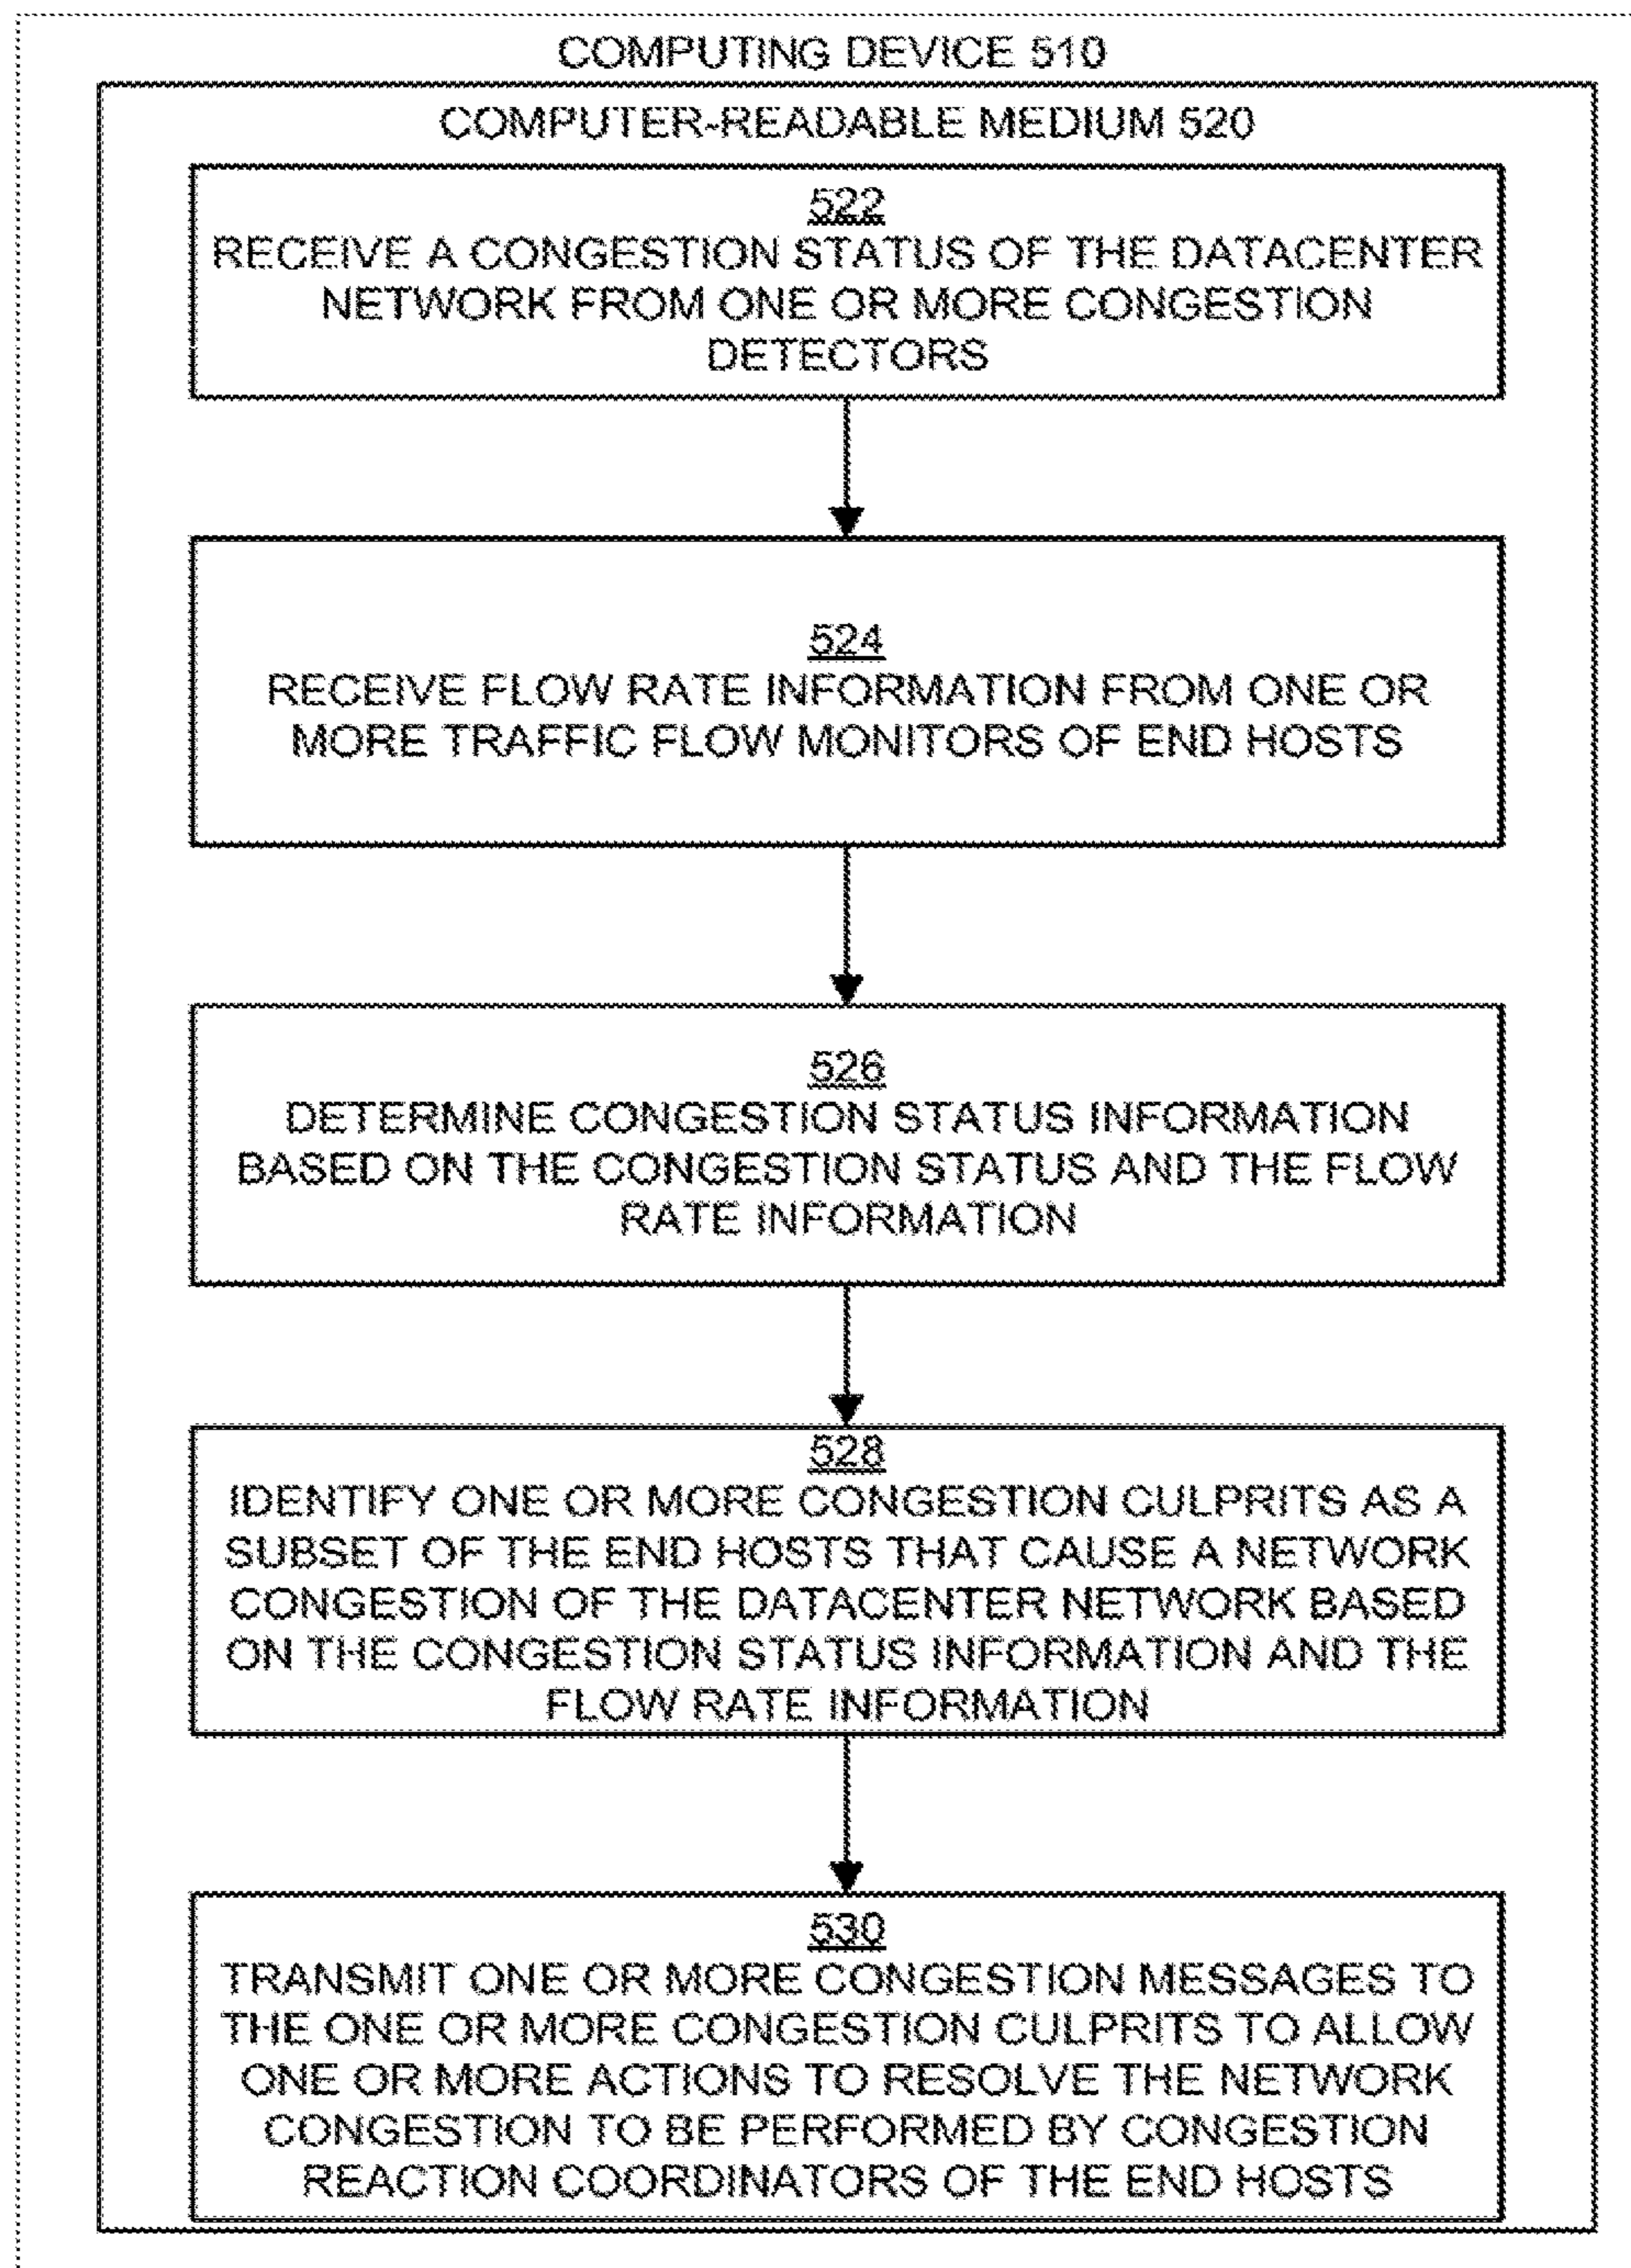 COMPUTING DEVICE 510
COMPUTER-READABLE MEDIUM 520
522
RECEIVE A CONGESTION STATUS OF THE DATACENTER
NETWORK FROM ONE OR MORE CONGESTION
DETECTORS
524
RECEIVE FLOW RATE INFORMATION FROM ONE OR
MORE TRAFFIC FLOW MONITORS OF END HOSTS
526
DETERMINE CONGESTION STATUS INFORMATION
BASED ON THE CONGESTION STATUS AND THE FLOW
RATE INFORMATION
528
IDENTIFY ONE OR MORE CONGESTION CULPRITS AS A
SUBSET OF THE END HOSTS THAT CAUSE A NETWORK
CONGESTION OF THE DATACENTER NETWORK BASED
ON THE CONGESTION STATUS INFORMATION AND THE
FLOW RATE INFORMATION
530
TRANSMIT ONE OR MORE CONGESTION MESSAGES TO
THE ONE OR MORE CONGESTION CULPRITS TO ALLOW
ONE OR MORE ACTIONS TO RESOLVE THE NETWORK
CONGESTION TO BE PERFORMED BY CONGESTION
REACTION COORDINATORS OF THE END HOSTS